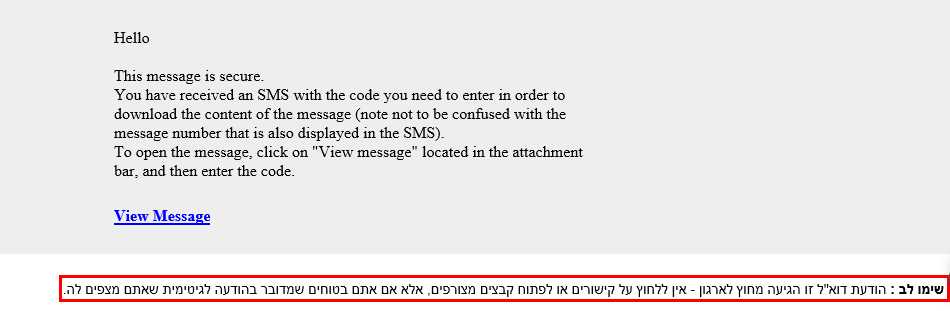 Hello
This message is secure.
You have received an SMS with the code you need to enter in order to
download the content of the message (note not to be confused with the
message number that is also displayed in the SMS).
To open the message, click on "View message" located in the attachment
bar, and then enter the code.
View Message
שימו לב : הודעת דוא"ל זו הגיעה מחוץ לארגון - אין ללחוץ על קישורים או לפתוח קבצים מצורפים, אלא אם אתם בטוחים שמדובר בהודעה לגיטימית שאתם מצפים לה.